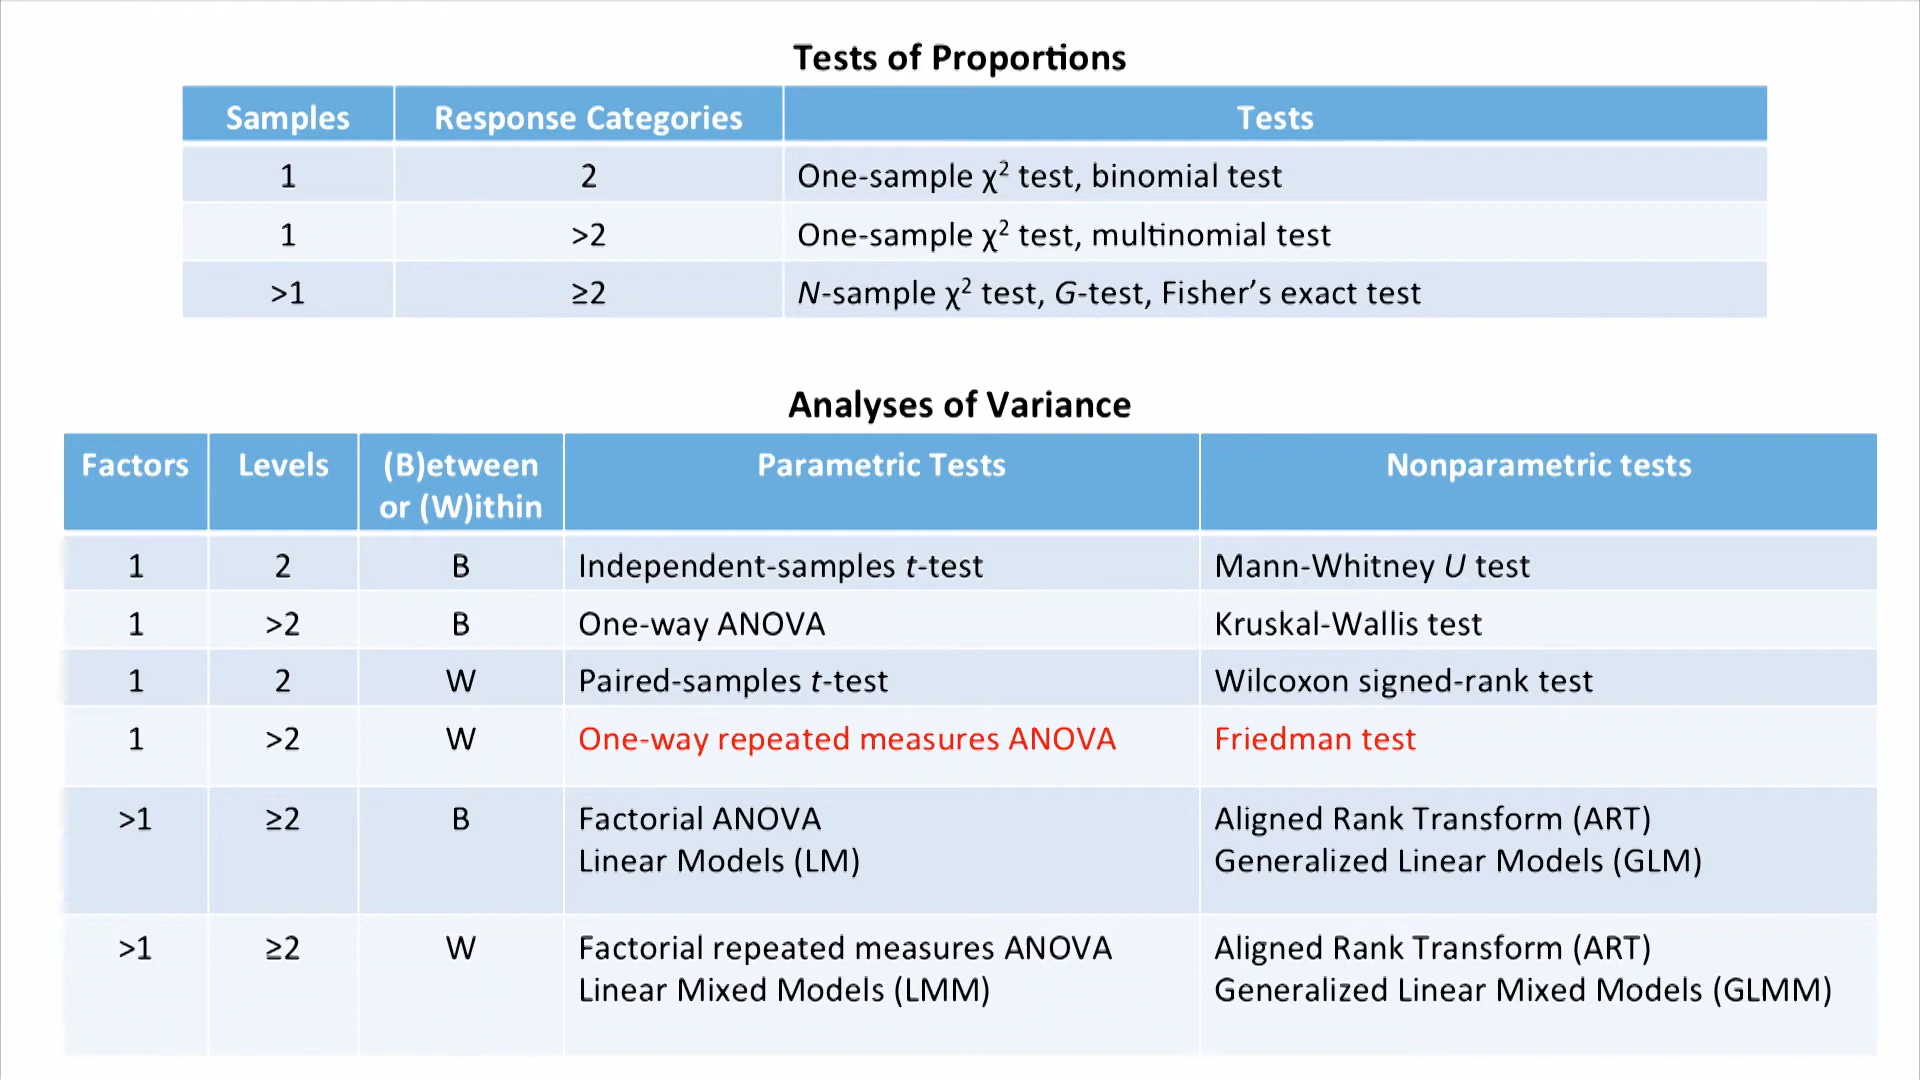 Tests of Proportions
Samples Response Categories Tests
1 2 One-sample χ² test, binomial test
1 >2 One-sample χ² test, multinomial test
>1 ≥2 N-sample χ² test, G-test, Fisher’s exact test
Analyses of Variance
Factors Levels (B)etween Parametric Tests Nonparametric tests
or (W)ithin
1 2 B Independent-samples t-test Mann-Whitney U test
1 >2 B One-way ANOVA Kruskal-Wallis test
1 2 W Paired-samples t-test Wilcoxon signed-rank test
1 >2 W One-way repeated measures ANOVA Friedman test
>1 ≥2 B Factorial ANOVA Aligned Rank Transform (ART)
Linear Models (LM) Generalized Linear Models (GLM)
>1 ≥2 W Factorial repeated measures ANOVA Aligned Rank Transform (ART)
Linear Mixed Models (LMM) Generalized Linear Mixed Models (GLMM)